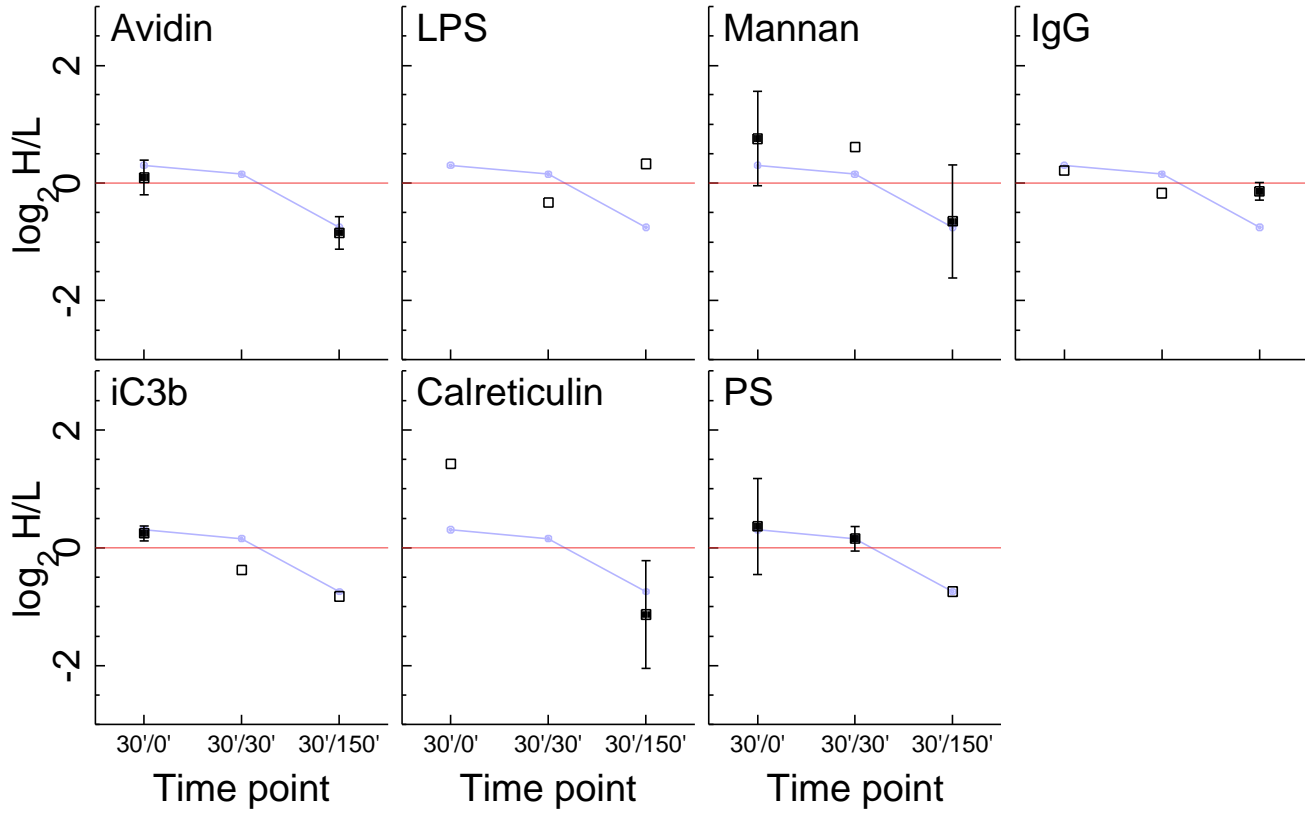 Avidin
LPS
Mannan
IgG
2
0
-2
log2 H/L
iC3b
Calreticulin
PS
2
0
-2
log2 H/L
30'/0' 30'/30' 30'/150'
30'/0' 30'/30' 30'/150'
30'/0' 30'/30' 30'/150'
Time point
Time point
Time point